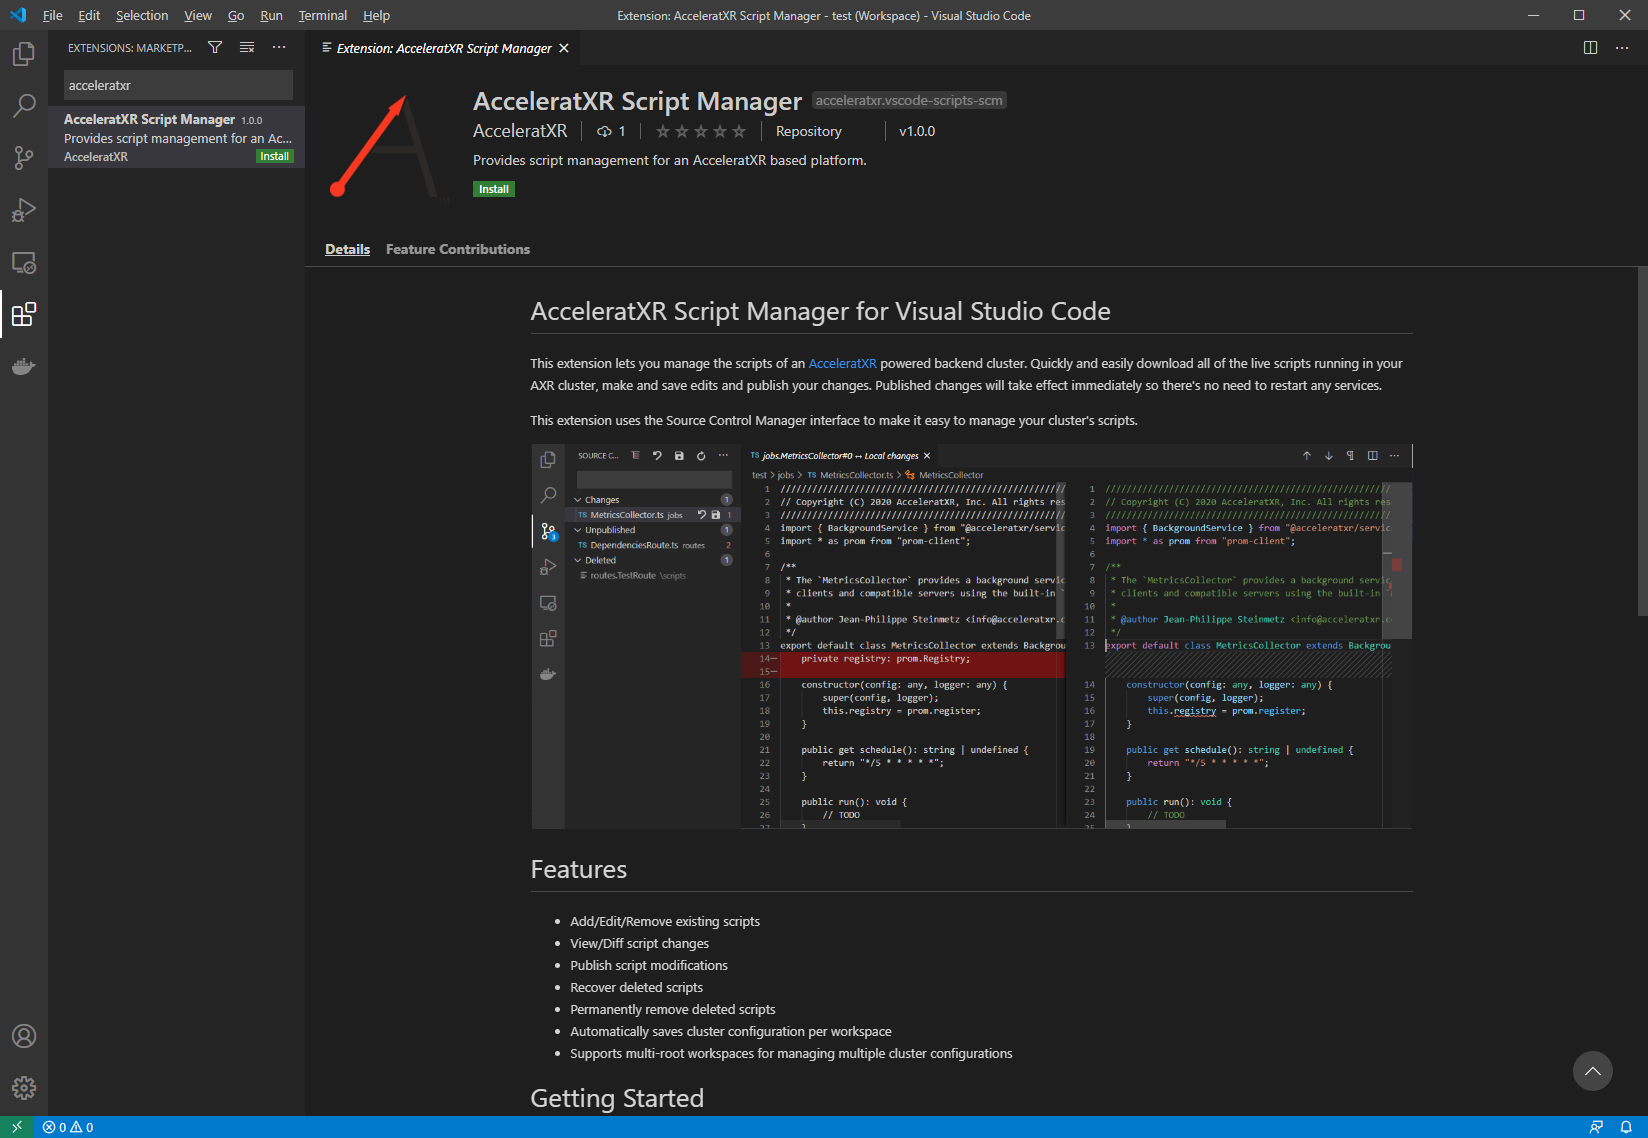 File Edit Selection View Go Run Terminal Help
Extension: AcceleratXR Script Manager - test (Workspace) - Visual Studio Code
EXTENSIONS: MARKETP...
acceleratxr
AcceleratXR Script Manager 1.0.0
Provides script management for an Ac...
AcceleratXR Install
Extension: AcceleratXR Script Manager
AcceleratXR Script Manager acceleratxr.vscode-scripts-scm
AcceleratXR 1 Repository v1.0.0
Provides script management for an AcceleratXR based platform.
Install
Details Feature Contributions
AcceleratXR Script Manager for Visual Studio Code
This extension lets you manage the scripts of an AcceleratXR powered backend cluster. Quickly and easily download all of the live scripts running in your
AXR cluster, make and save edits and publish your changes. Published changes will take effect immediately so there's no need to restart any services.
This extension uses the Source Control Manager interface to make it easy to manage your cluster's scripts.
SOURCE C...
Changes 1
TS MetricsCollector.ts jobs 1
3
Unpublished 1
TS DependenciesRoute.ts routes 2
Deleted 1
routes.TestRoute \scripts
TS jobs.MetricsCollector#0 ↔ Local changes
test > jobs > TS MetricsCollector.ts > MetricsCollector
1 //////////////////////////////////////////////////////
2 // Copyright (C) 2020 AcceleratXR, Inc. All rights res
3 //////////////////////////////////////////////////////
4 import { BackgroundService } from "@acceleratxr/servic
5 import * as prom from "prom-client";
6
7 /**
8 * The `MetricsCollector` provides a background servic
9 * clients and compatible servers using the built-in `
10 *
11 * @author Jean-Philippe Steinmetz <info@acceleratxr.c
12 */
13 export default class MetricsCollector extends Backgrou
14− private registry: prom.Registry;
15−
16 constructor(config: any, logger: any) {
17 super(config, logger);
18 this.registry = prom.register;
19 }
20
21 public get schedule(): string | undefined {
22 return "*/5 * * * * *";
23 }
24
25 public run(): void {
26 // TODO
27 }
1 //////////////////////////////////////////////////////
2 // Copyright (C) 2020 AcceleratXR, Inc. All rights res
3 //////////////////////////////////////////////////////
4 import { BackgroundService } from "@acceleratxr/servic
5 import * as prom from "prom-client";
6
7 /**
8 * The `MetricsCollector` provides a background servic
9 * clients and compatible servers using the built-in `
10 *
11 * @author Jean-Philippe Steinmetz <info@acceleratxr.c
12 */
13 export default class MetricsCollector extends Backgrou
14 constructor(config: any, logger: any) {
15 super(config, logger);
16 this.registry = prom.register;
17 }
18
19 public get schedule(): string | undefined {
20 return "*/5 * * * * *";
21 }
22
23 public run(): void {
24 // TODO
25 }
Features
• Add/Edit/Remove existing scripts
• View/Diff script changes
• Publish script modifications
• Recover deleted scripts
• Permanently remove deleted scripts
• Automatically saves cluster configuration per workspace
• Supports multi-root workspaces for managing multiple cluster configurations
Getting Started
0 0